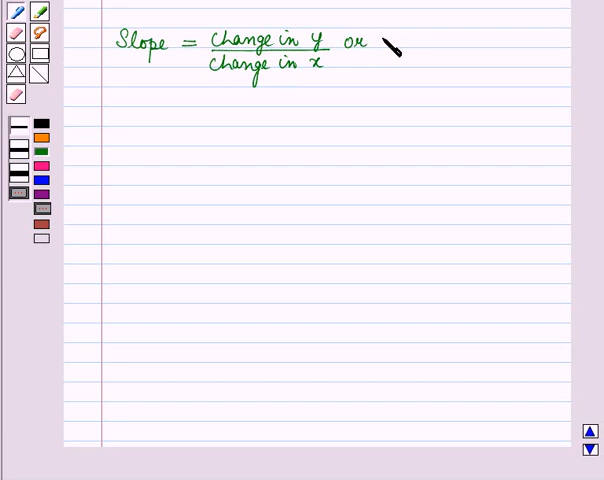 Slope = change in y or
change in x